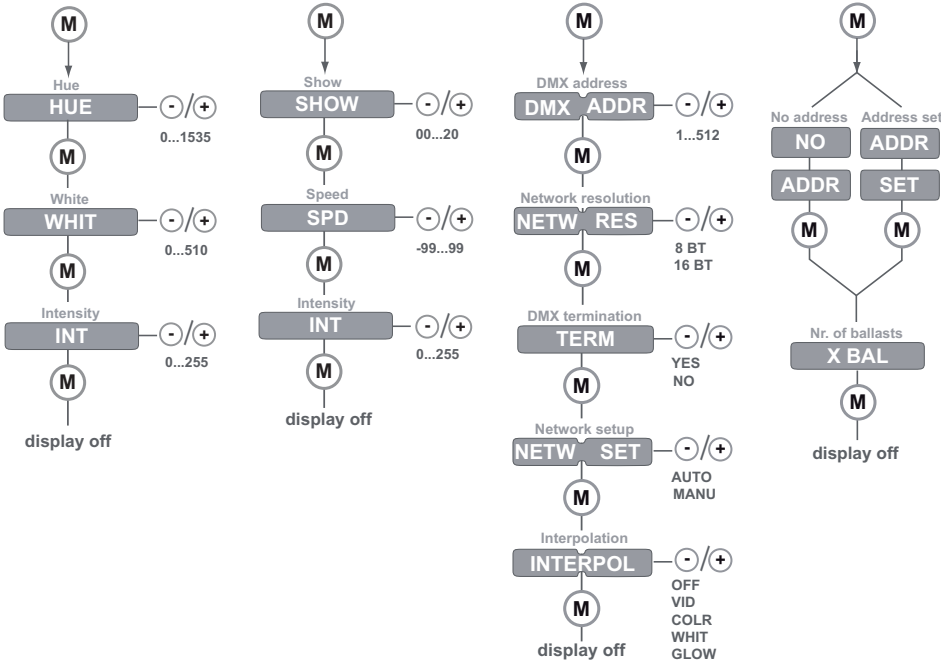 M
Hue
HUE
- / +
0...1535
M
White
WHIT
- / +
0...510
M
Intensity
INT
- / +
0...255
M
display off
M
Show
SHOW
- / +
00...20
M
Speed
SPD
- / +
-99...99
M
Intensity
INT
- / +
0...255
M
display off
M
DMX address
DMX ADDR
- / +
1...512
M
Network resolution
NETW RES
- / +
8 BT
16 BT
M
DMX termination
TERM
- / +
YES
NO
M
Network setup
NETW SET
- / +
AUTO
MANU
M
Interpolation
INTERPOL
- / +
OFF
VID
COLR
WHIT
GLOW
M
display off
M
No address
NO
ADDR
M
Address set
ADDR
SET
M
Nr. of ballasts
X BAL
M
display off